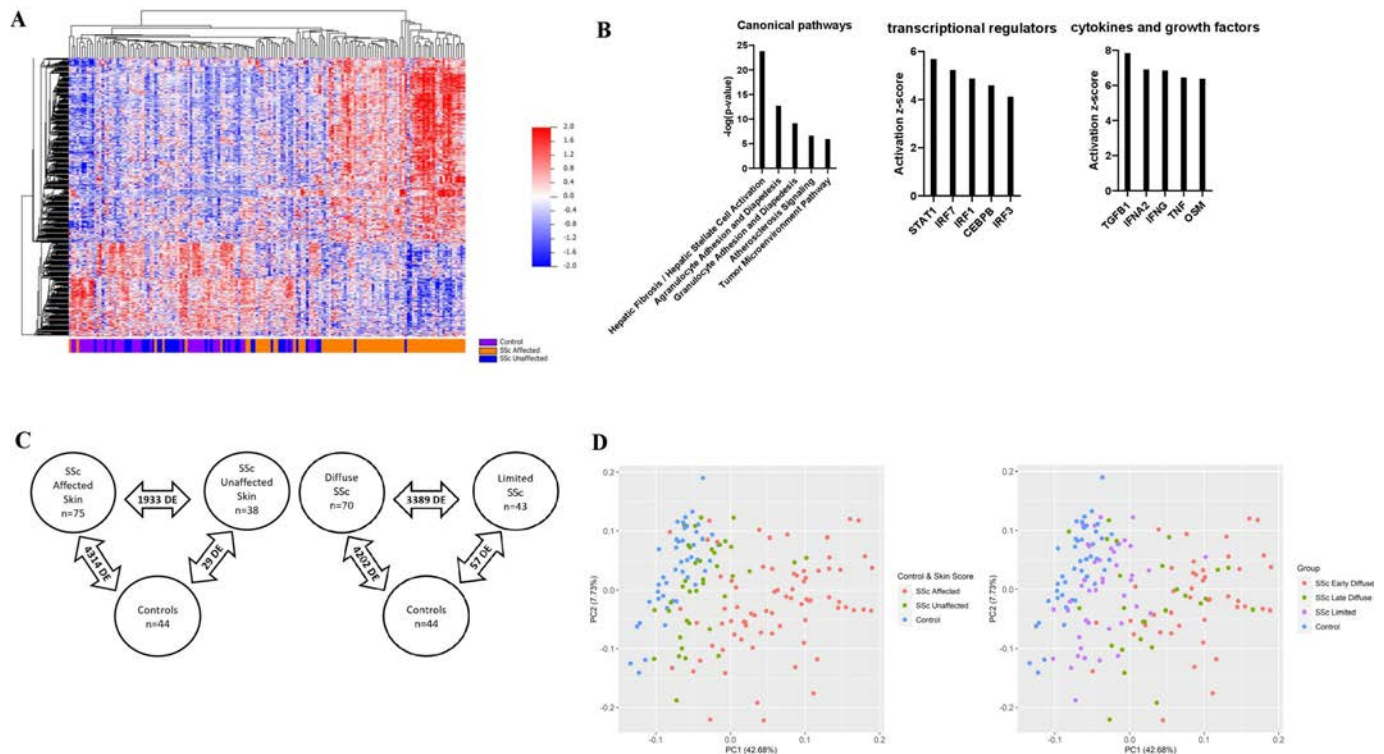 A
2.0
1.6
1.2
0.8
0.4
0.0
-0.4
-0.8
-1.2
-1.6
-2.0
Control
SSc Affected
SSc Unaffected
B
Canonical pathways
-log(p-value)
-25
-20
15
10
5
0
Hepatic Fibrosis / Hepatic Stellate Cell Activation
Agranulocyte Adhesion and Diapedesis
Granulocyte Adhesion and Diapedesis
Atherosclerosis Signaling
Tumor Microenvironment Pathway
transcriptional regulators
Activation z-score
6
4
2
0
STAT1
IRF7
IRF1
CEBPB
IRF3
cytokines and growth factors
Activation z-score
8
6
4
2
0
TGFB1
IFNA2
IFNG
TNF
OSM
C
SSc
Affected
Skin
n=75
1933 DE
SSc
Unaffected
Skin
n=38
4314 DE
29 DE
Controls
n=44
Diffuse
SSc
n=70
3389 DE
Limited
SSc
n=43
4202 DE
57 DE
Controls
n=44
D
PC2 (7.73%)
0.2
0.1
0.0
-0.1
-0.2
-0.1
0.0
0.1
0.2
PC1 (42.68%)
Control & Skin Score
SSc Affected
SSc Unaffected
Control
PC2 (7.73%)
0.2
0.1
0.0
-0.1
-0.2
-0.1
0.0
0.1
0.2
PC1 (42.68%)
Group
SSc Early Diffuse
SSc Late Diffuse
SSc Limited
Control